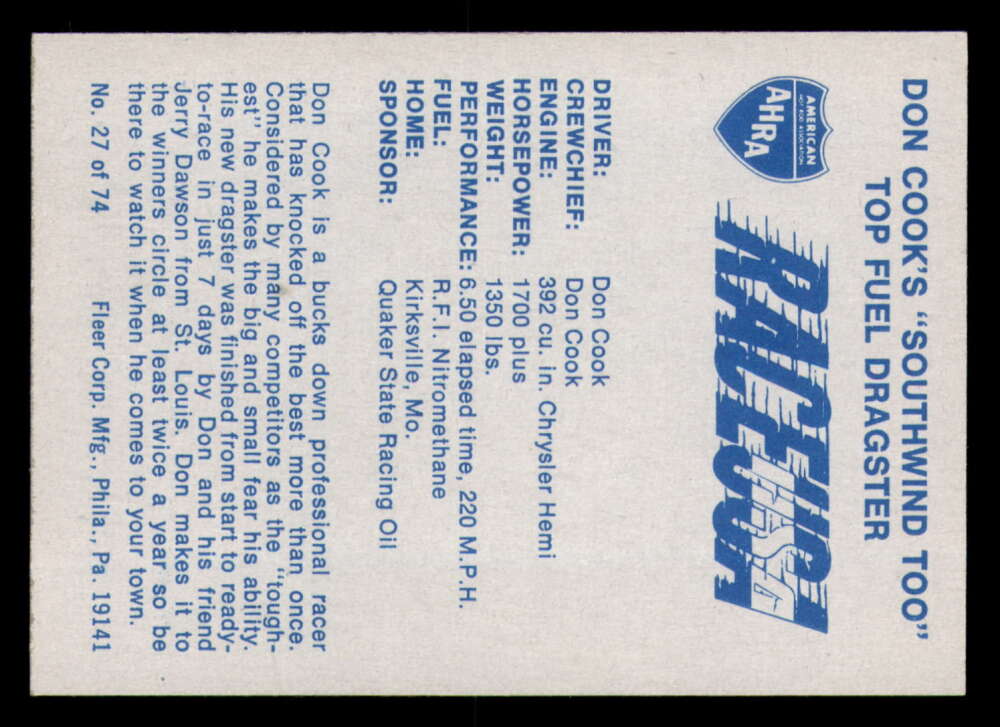 DON COOK'S "SOUTHWIND TOO"
TOP FUEL DRAGSTER
AMERICAN
HOT ROD ASSOCIATION
AHRA
RACE USA
DRIVER: Don Cook
CREWCHIEF: Don Cook
ENGINE: 392 cu. in. Chrysler Hemi
HORSEPOWER: 1700 plus
WEIGHT: 1350 lbs.
PERFORMANCE: 6.50 elapsed time, 220 M.P.H.
FUEL: R.F.I. Nitromethane
HOME: Kirksville, Mo.
SPONSOR: Quaker State Racing Oil
Don Cook is a bucks down professional racer
that has knocked off the best more than once.
Considered by many competitors as the "tough-
est" he makes the big and small fear his ability.
His new dragster was finished from start to ready-
to-race in just 7 days by Don and his friend
Jerry Dawson from St. Louis. Don makes it to
the winners circle at least twice a year so be
there to watch it when he comes to your town.
No. 27 of 74 Fleer Corp. Mfg., Phila., Pa. 19141